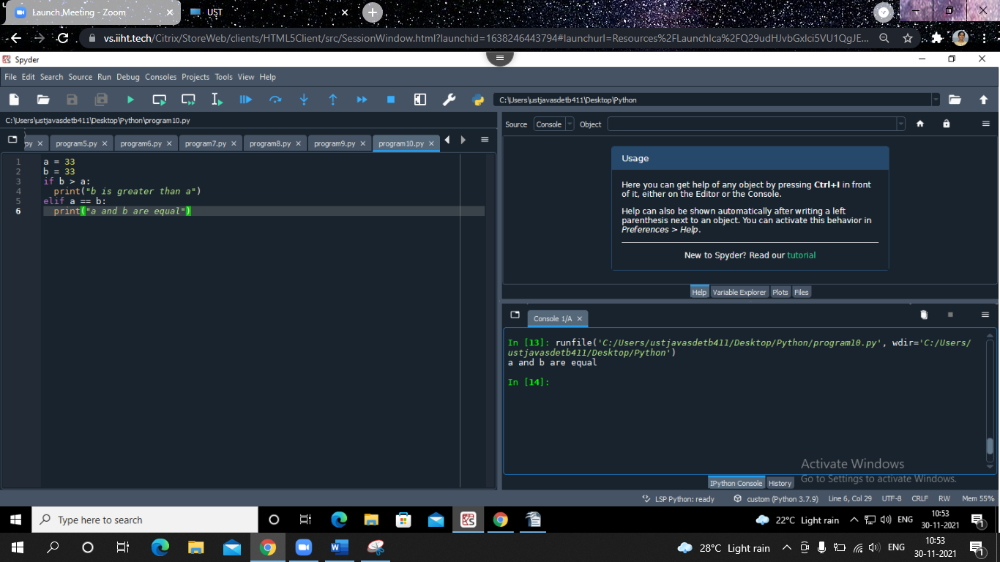 Launch Meeting - Zoom
UST
vs.iiht.tech/Citrix/StoreWeb/clients/HTML5Client/src/SessionWindow.html?launchid=1638246443794#launchurl=Resources%2FLaunchIca%2FQ29udHJvbGxlci5VU1QgJE...
Spyder
File Edit Search Source Run Debug Consoles Projects Tools View Help
C:\Users\ustjavasdetb411\Desktop\Python
C:\Users\ustjavasdetb411\Desktop\Python\program10.py
py program5.py program6.py program7.py program8.py program9.py program10.py
1 a = 33
2 b = 33
3 if b > a:
4 print("b is greater than a")
5 elif a == b:
6 print("a and b are equal")
Source Console Object
Usage
Here you can get help of any object by pressing Ctrl+I in front
of it, either on the Editor or the Console.
Help can also be shown automatically after writing a left
parenthesis next to an object. You can activate this behavior in
Preferences > Help.
New to Spyder? Read our tutorial
Help Variable Explorer Plots Files
Console 1/A
In [13]: runfile('C:/Users/ustjavasdetb411/Desktop/Python/program10.py', wdir='C:/Users/
ustjavasdetb411/Desktop/Python')
a and b are equal
In [14]:
Activate Windows
Go to Settings to activate Windows.
IPython Console History
LSP Python: ready custom (Python 3.7.9) Line 6, Col 29 UTF-8 CRLF RW Mem 55%
Type here to search
22°C Light rain ENG
10:53
30-11-2021
1
28°C Light rain ENG
10:53
30-11-2021
1